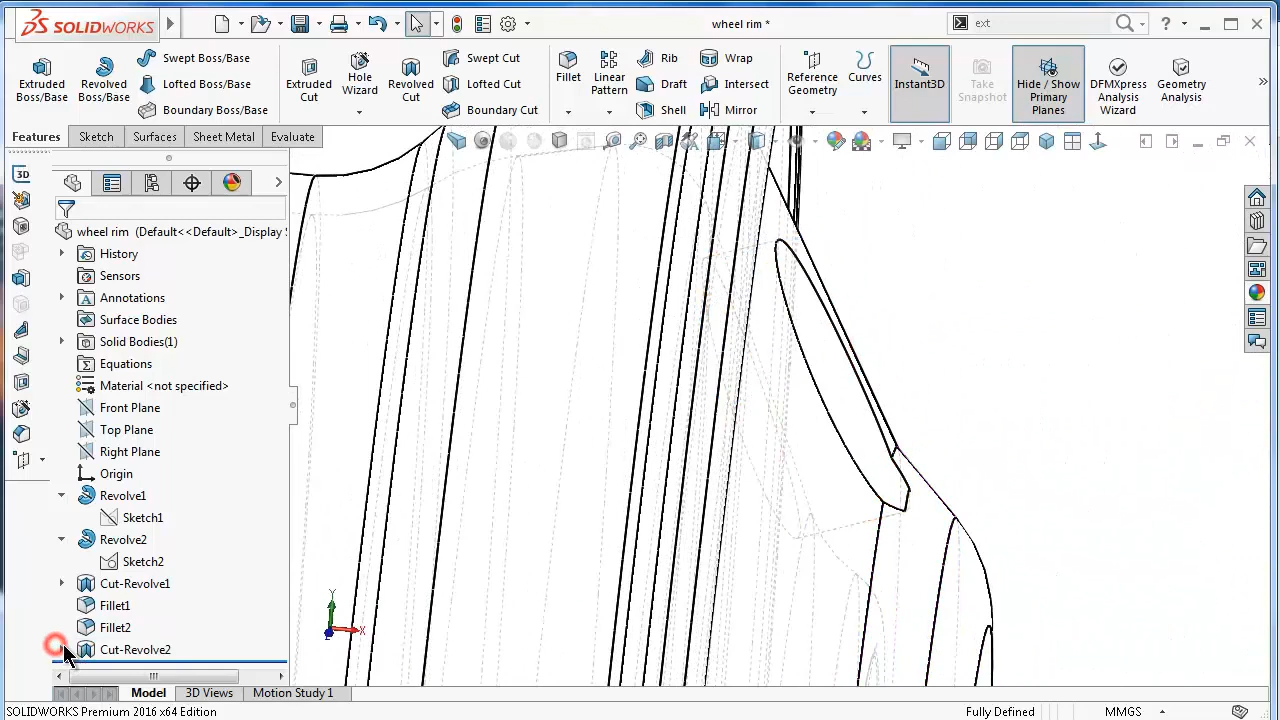 SOLIDWORKS
wheel rim *
ext
?
Extruded Boss/Base
Revolved Boss/Base
Swept Boss/Base
Lofted Boss/Base
Boundary Boss/Base
Extruded Cut
Hole Wizard
Revolved Cut
Swept Cut
Lofted Cut
Boundary Cut
Fillet
Linear Pattern
Rib
Draft
Shell
Wrap
Intersect
Mirror
Reference Geometry
Curves
Instant3D
Take Snapshot
Hide / Show Primary Planes
DFMXpress Analysis Wizard
Geometry Analysis
Features
Sketch
Surfaces
Sheet Metal
Evaluate
3D
wheel rim (Default<<Default>_Display S
History
Sensors
Annotations
Surface Bodies
Solid Bodies(1)
Equations
Material <not specified>
Front Plane
Top Plane
Right Plane
Origin
Revolve1
Sketch1
Revolve2
Sketch2
Cut-Revolve1
Fillet1
Fillet2
Cut-Revolve2
Y
X
Z
Model
3D Views
Motion Study 1
SOLIDWORKS Premium 2016 x64 Edition
Fully Defined
MMGS